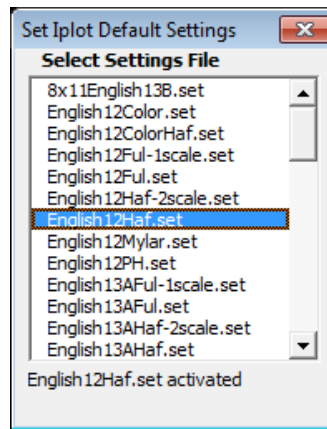 Set Iplot Default Settings
Select Settings File
8x11English13B.set
English12Color.set
English12ColorHaf.set
English12Ful-1scale.set
English12Ful.set
English12Haf-2scale.set
English12Haf.set
English12Mylar.set
English12PH.set
English13AFul-1scale.set
English13AFul.set
English13AHaf-2scale.set
English13AHaf.set
English12Haf.set activated